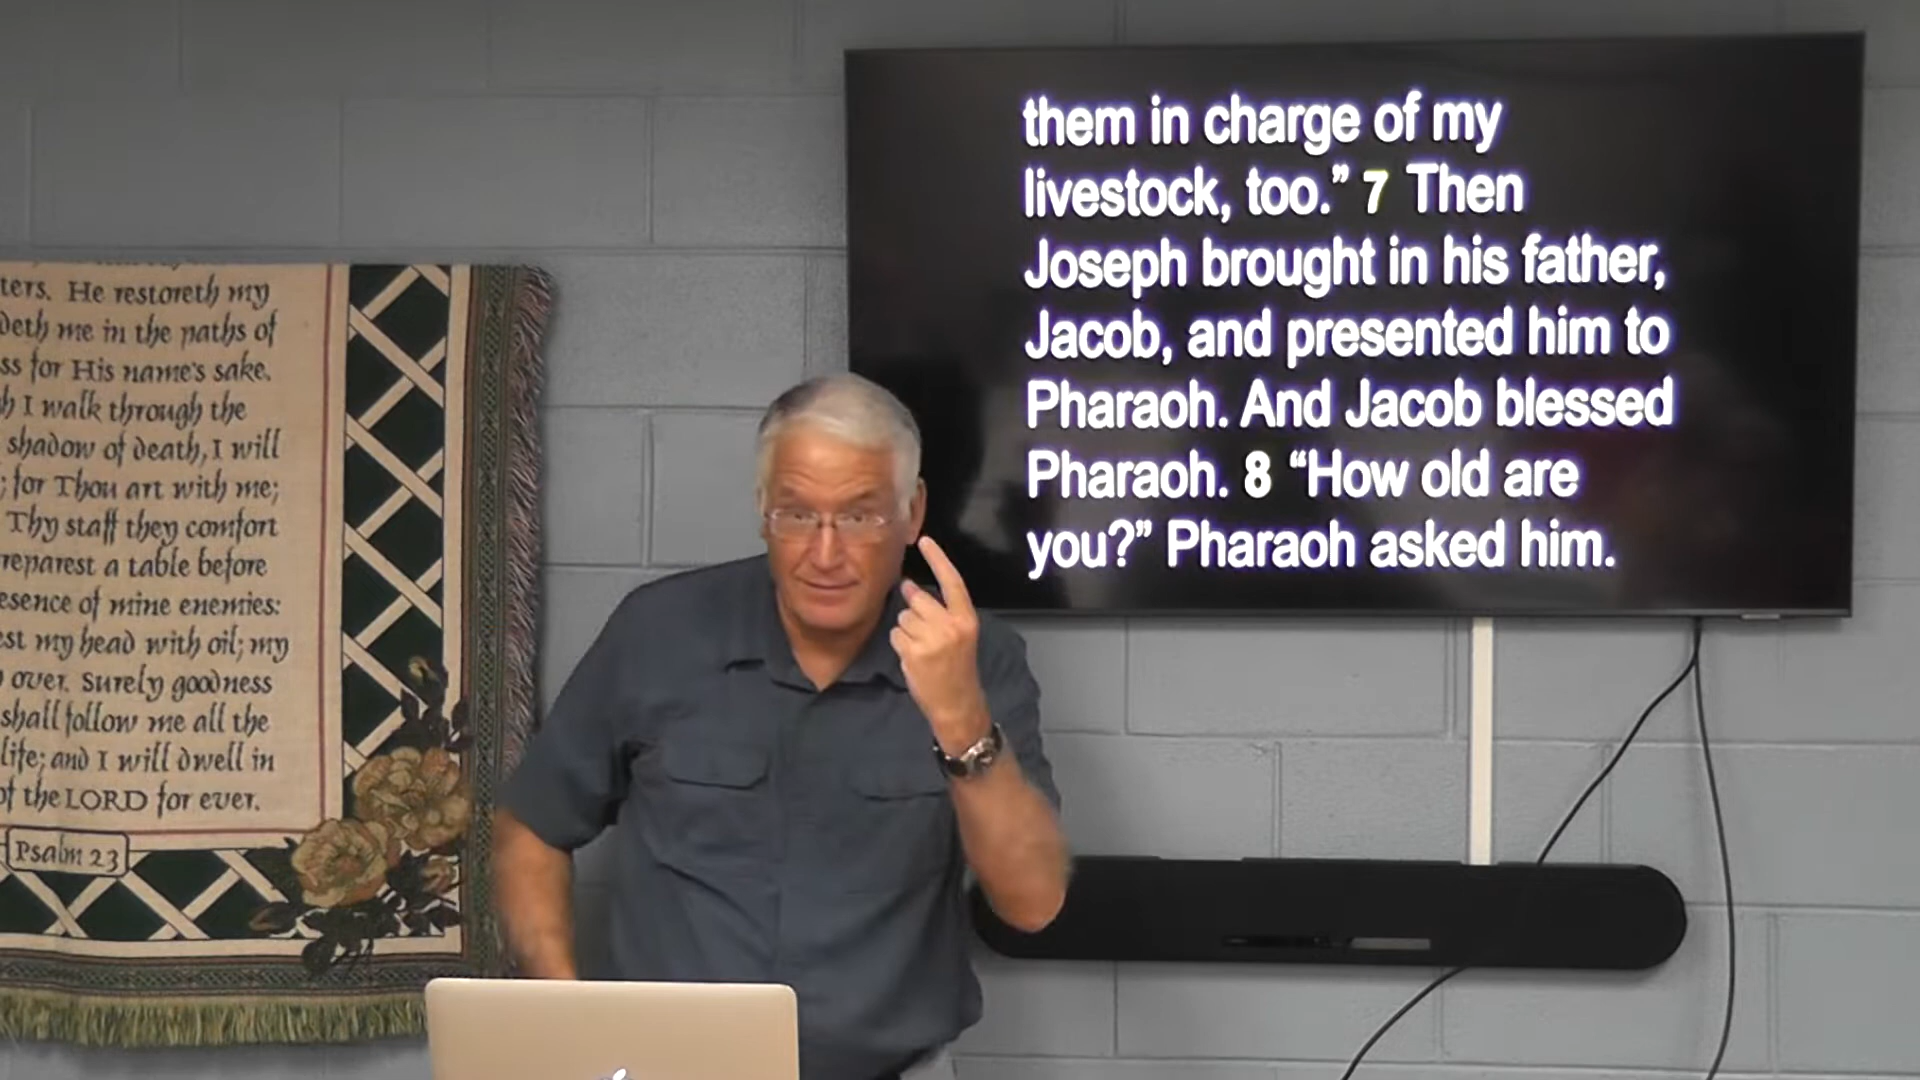 ters. He restoreth my
deth me in the paths of
ss for His name's sake.
h I walk through the
shadow of death, I will
; for Thou art with me;
Thy staff they comfort
reparest a table before
esence of mine enemies:
st my head with oil; my
over. Surely goodness
shall follow me all the
life; and I will dwell in
of the LORD for ever.
Psalm 23
them in charge of my
livestock, too.” 7 Then
Joseph brought in his father,
Jacob, and presented him to
Pharaoh. And Jacob blessed
Pharaoh. 8 “How old are
you?” Pharaoh asked him.